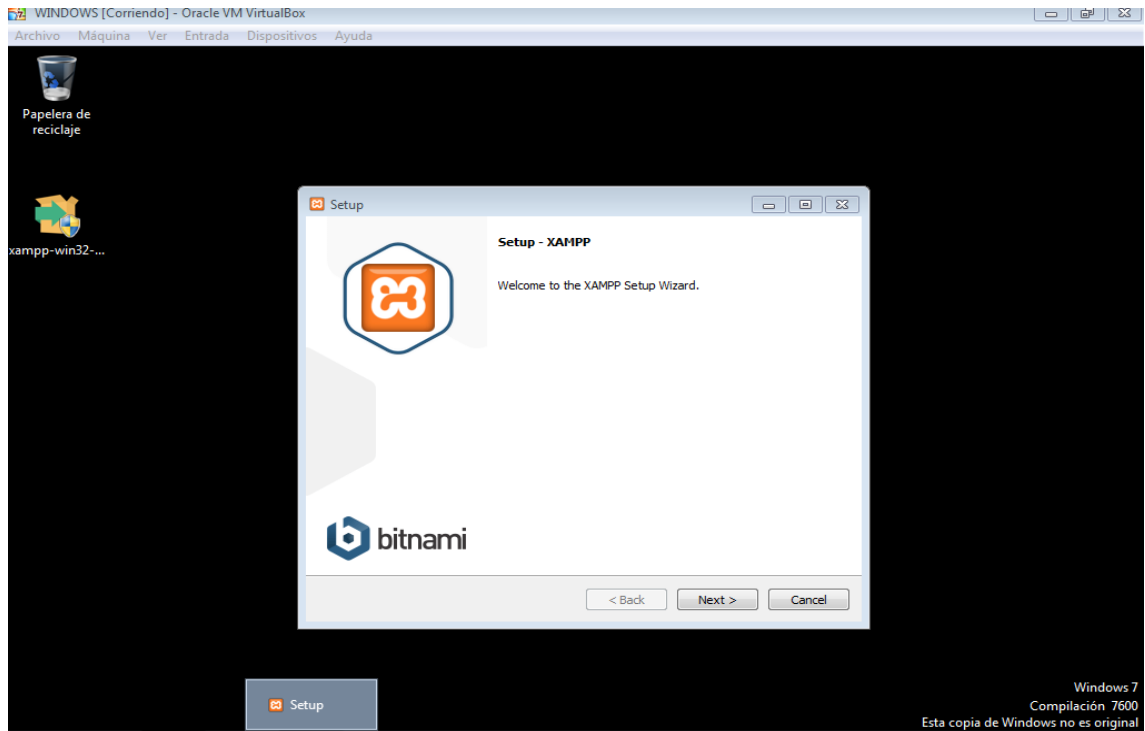 WINDOWS [Corriendo] - Oracle VM VirtualBox
Archivo Máquina Ver Entrada Dispositivos Ayuda
Papelera de
reciclaje
xampp-win32-...
Setup
Setup - XAMPP
Welcome to the XAMPP Setup Wizard.
bitnami
< Back Next > Cancel
Setup
Windows 7
Compilación 7600
Esta copia de Windows no es original